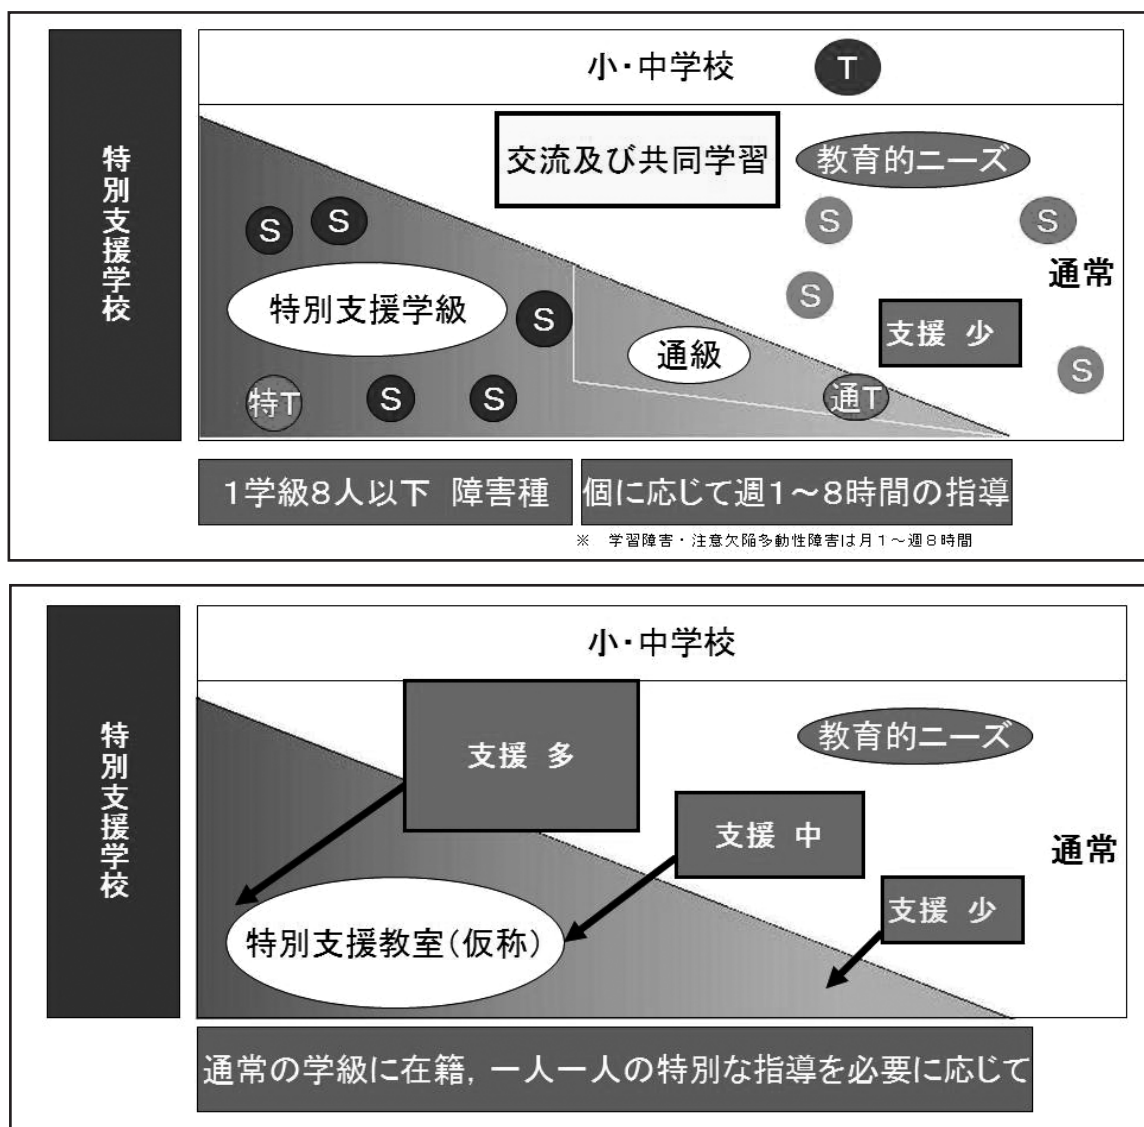 特別支援学校
小・中学校
T
交流及び共同学習
教育的ニーズ
S
S
S
S
通常
特別支援学級
S
S
通級
支援 少
S
特T
S
S
通T
1学級8人以下 障害種
個に応じて週1～8時間の指導
※ 学習障害・注意欠陥多動性障害は月1～週8時間
特別支援学校
小・中学校
支援 多
教育的ニーズ
支援 中
通常
支援 少
特別支援教室(仮称)
通常の学級に在籍,一人一人の特別な指導を必要に応じて